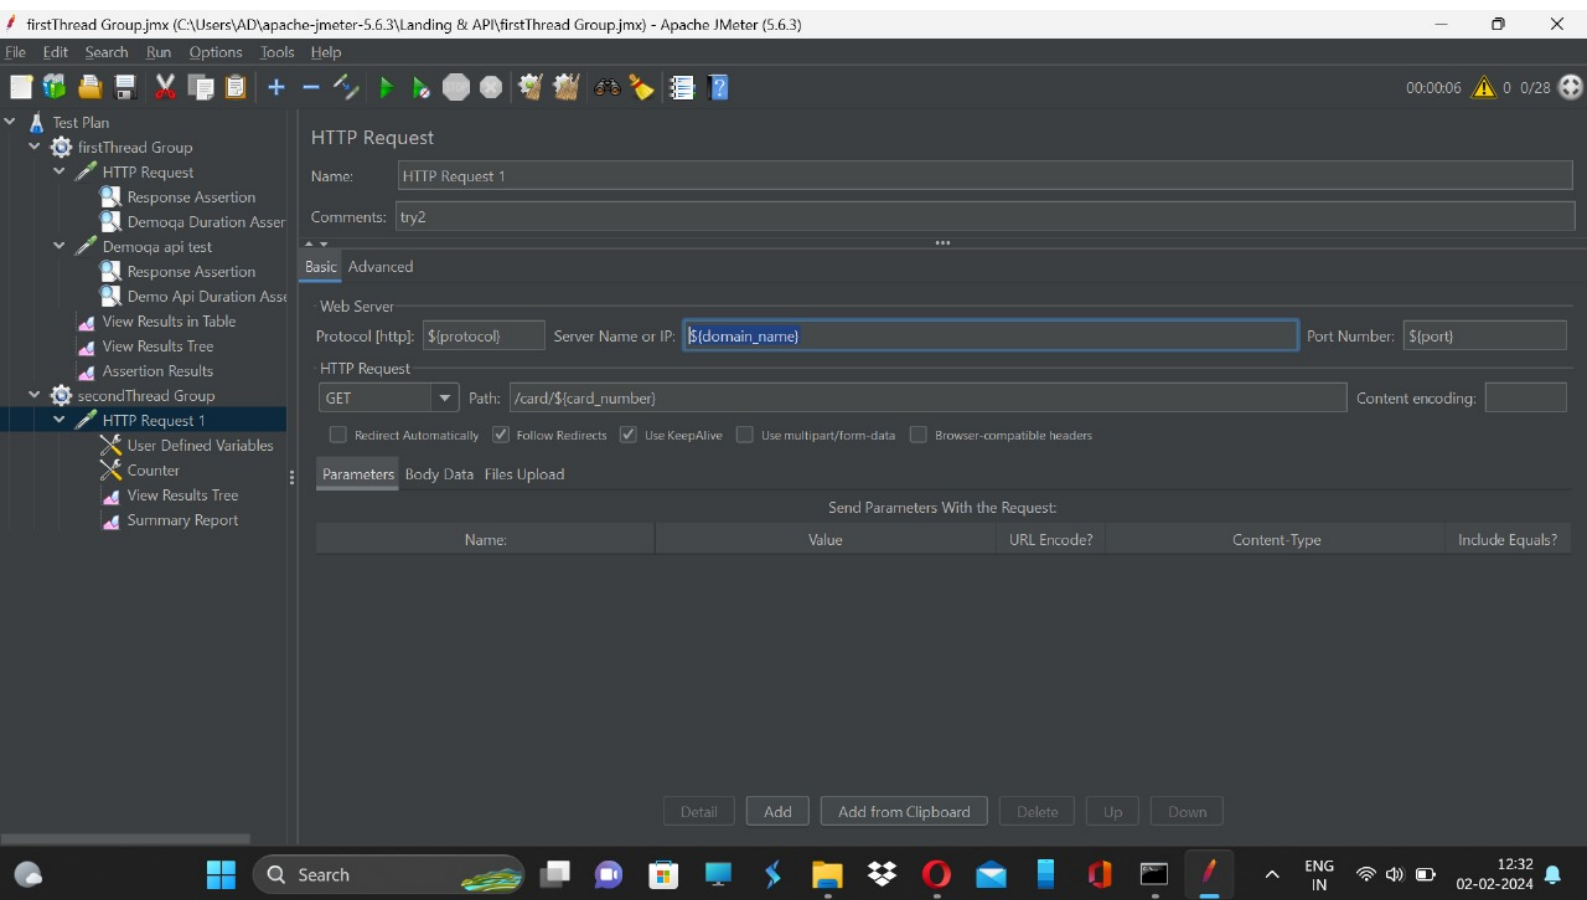 firstThread Group.jmx (C:\Users\AD\apache-jmeter-5.6.3\Landing & API\firstThread Group.jmx) - Apache JMeter (5.6.3)
File Edit Search Run Options Tools Help
00:00:06 0 0/28
Test Plan
firstThread Group
HTTP Request
Response Assertion
Demoqa Duration Asser
Demoqa api test
Response Assertion
Demo Api Duration Asse
View Results in Table
View Results Tree
Assertion Results
secondThread Group
HTTP Request 1
User Defined Variables
Counter
View Results Tree
Summary Report
HTTP Request
Name: HTTP Request 1
Comments: try2
Basic Advanced
Web Server
Protocol [http]: ${protocol} Server Name or IP: ${domain_name} Port Number: ${port}
HTTP Request
GET Path: /card/${card_number} Content encoding:
Redirect Automatically Follow Redirects Use KeepAlive Use multipart/form-data Browser-compatible headers
Parameters Body Data Files Upload
Send Parameters With the Request:
Name: Value URL Encode? Content-Type Include Equals?
Detail Add Add from Clipboard Delete Up Down
Search
ENG
IN
12:32
02-02-2024